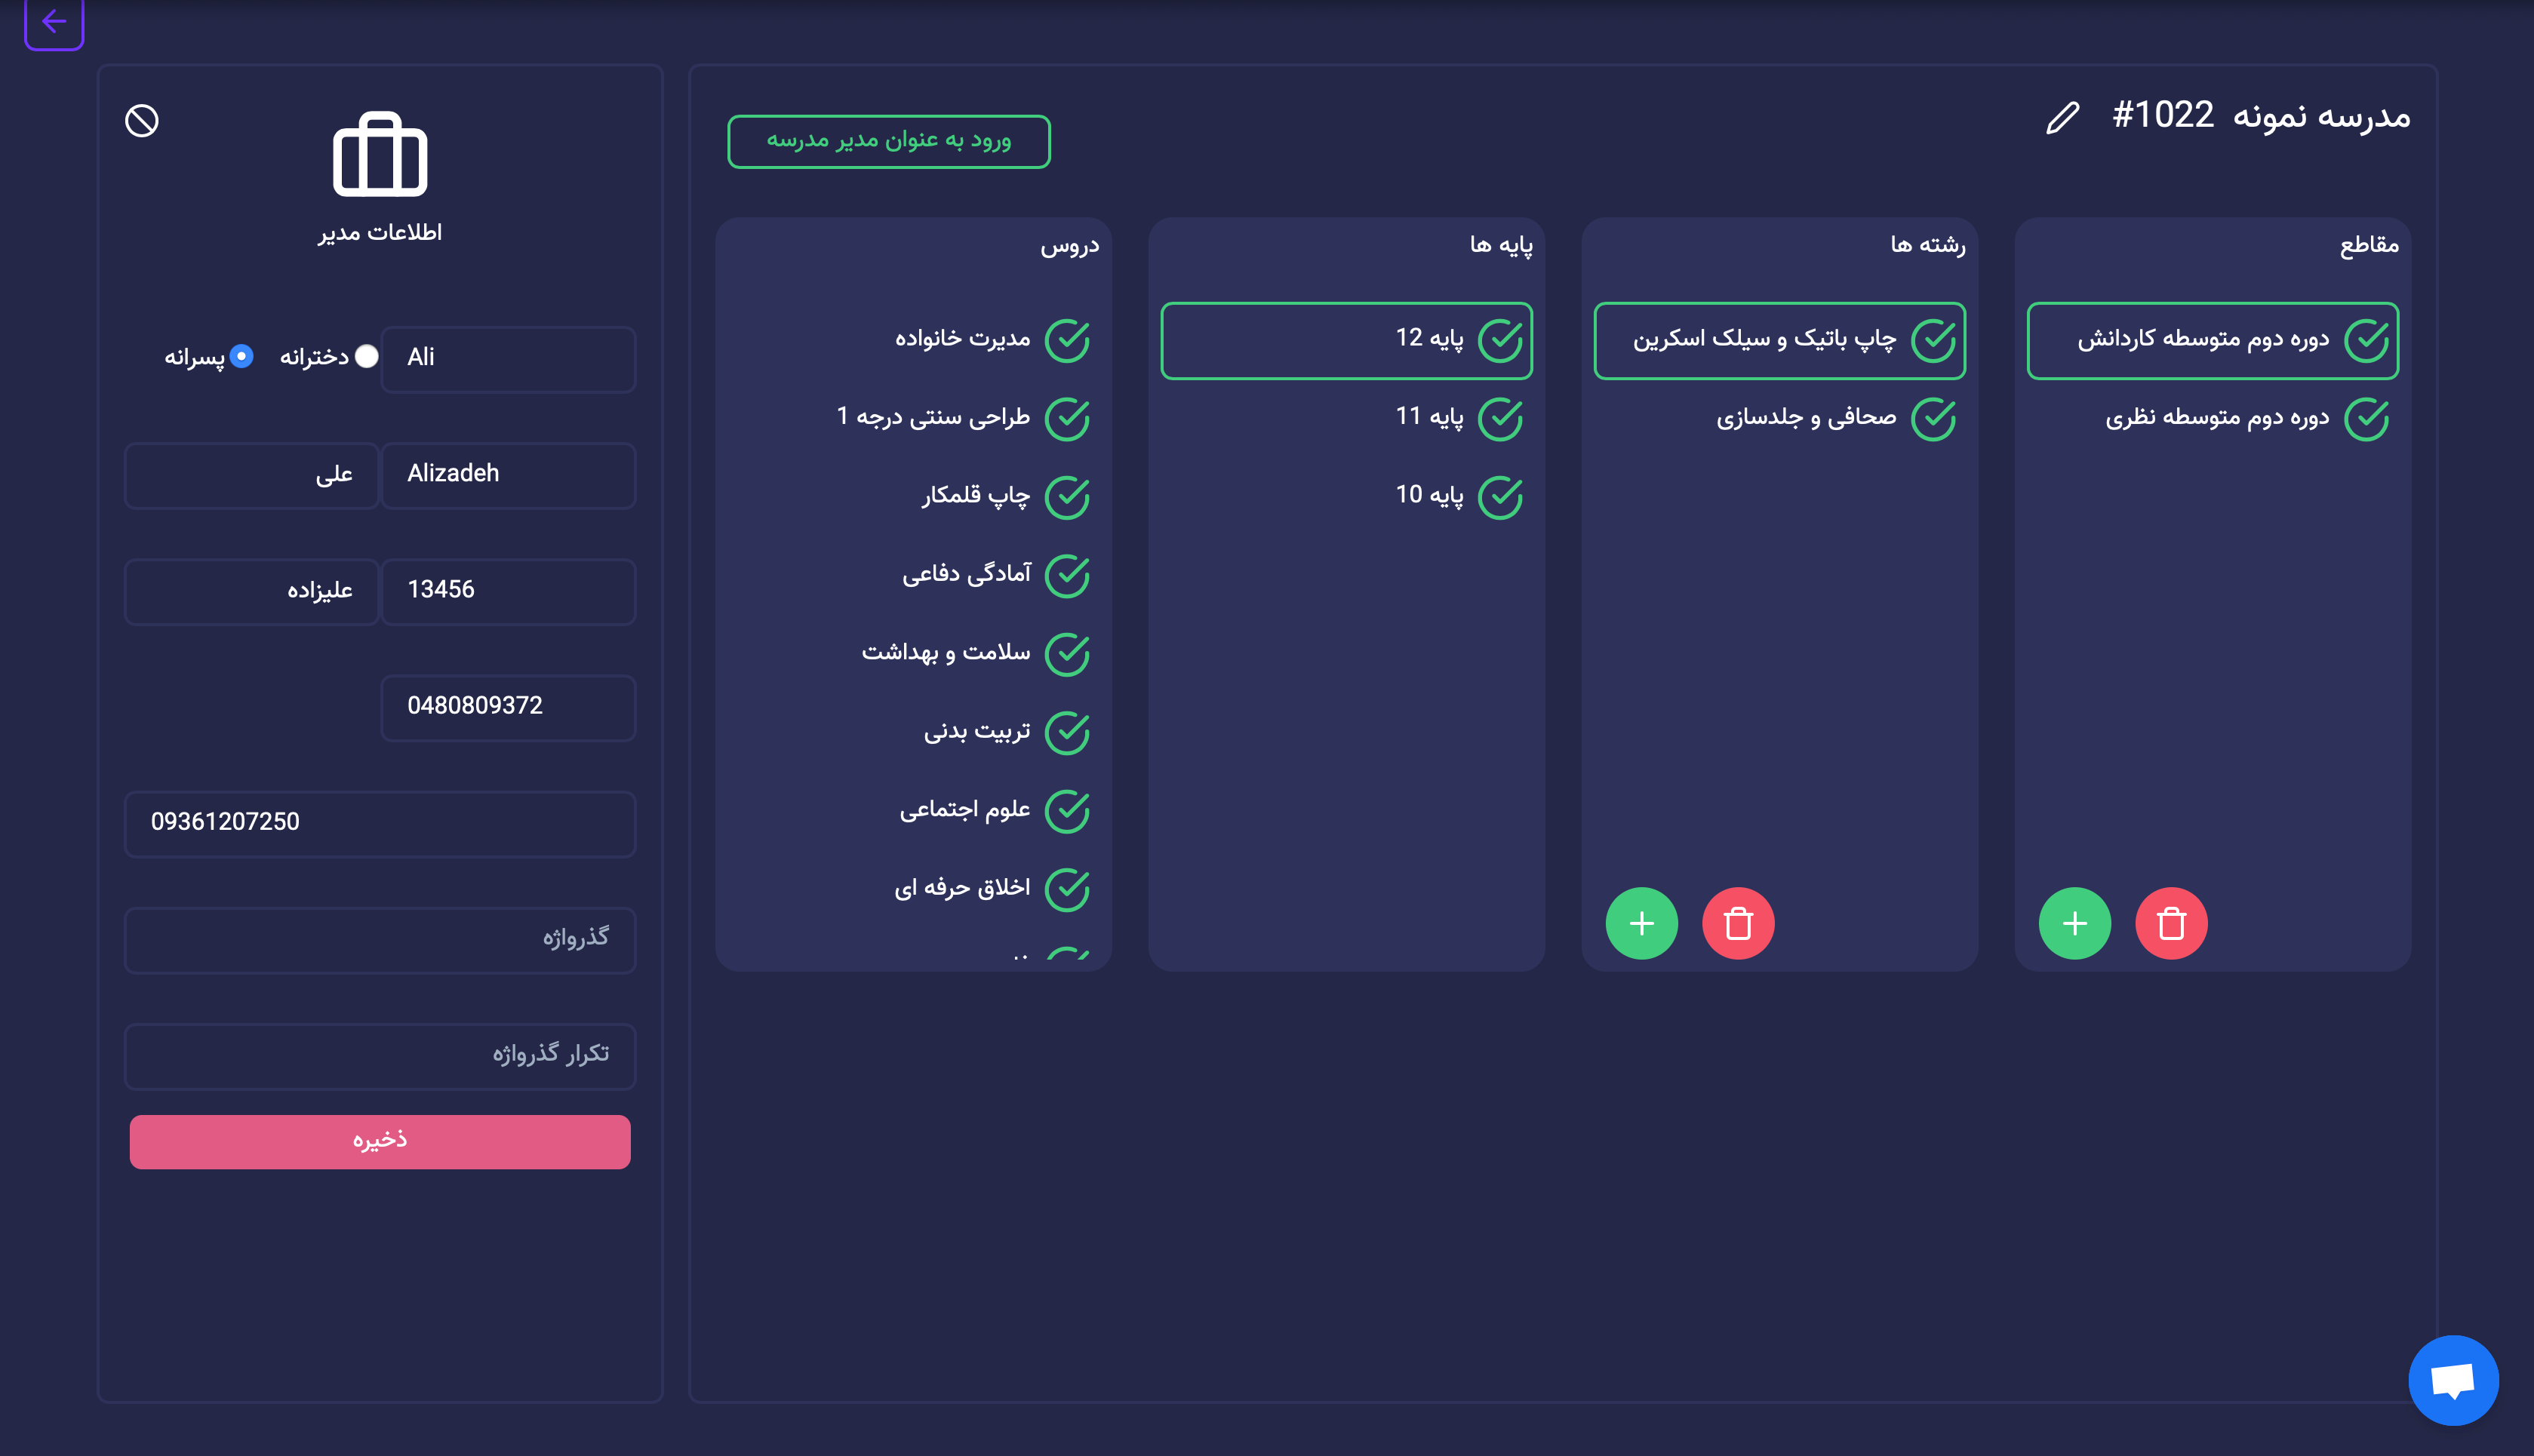 مدرسه نمونه #1022
ورود به عنوان مدیر مدرسه
مقاطع
دوره دوم متوسطه کاردانش
دوره دوم متوسطه نظری
رشته ها
چاپ باتیک و سیلک اسکرین
صحافی و جلدسازی
پایه ها
پایه 12
پایه 11
پایه 10
دروس
مدیرت خانواده
طراحی سنتی درجه 1
چاپ قلمکار
آمادگی دفاعی
سلامت و بهداشت
تربیت بدنی
علوم اجتماعی
اخلاق حرفه ای
اطلاعات مدیر
Ali
دخترانه
پسرانه
Alizadeh
علی
13456
علیزاده
0480809372
09361207250
گذرواژه
تکرار گذرواژه
ذخیره